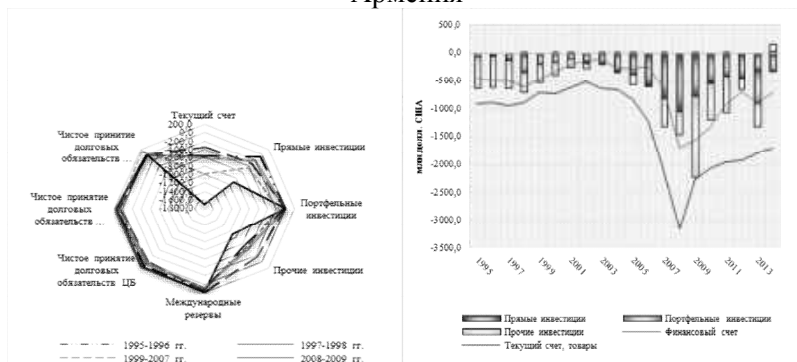 Армения
Текущий счет
Прямые инвестиции
Портфельные
инвестиции
Прочие инвестиции
Международные
резервы
Чистое принятие
долговых
обязательств ЦБ
Чистое принятие
долговых
обязательств ...
Чистое принитие
долговых
обязательств ...
200,0
0,0
1995-1996 гг.
1997-1998 гг.
1999-2007 гг.
2008-2009 гг.
млн долл. США
500,0
0,0
-500,0
-1000,0
-1500,0
-2000,0
-2500,0
-3000,0
-3500,0
1995
1997
1999
2001
2003
2005
2007
2009
2011
2013
Прямые инвестиции
Портфельные инвестиции
Прочие инвестиции
Финансовый счет
Текущий счет, товары